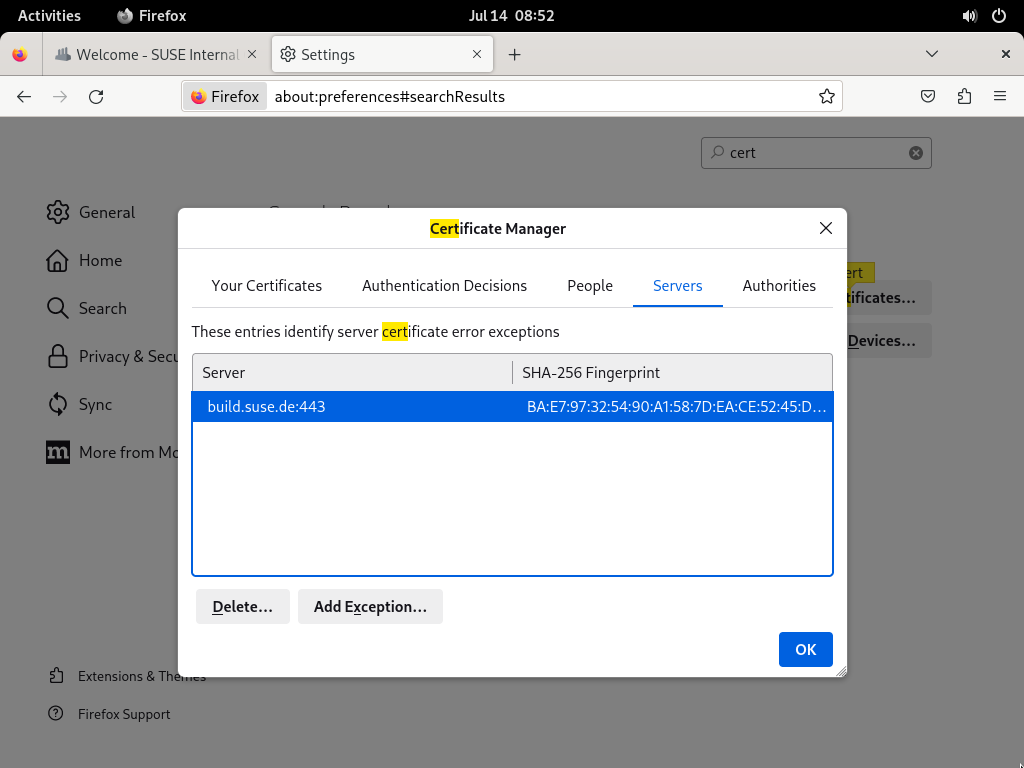 Activities Firefox Jul 14 08:52
Welcome - SUSE Internal Settings
Firefox about:preferences#searchResults
cert
General
Home
Search
Privacy & Secu
Sync
More from Mo
Extensions & Themes
Firefox Support
ert
tificates…
Devices…
Certificate Manager
Your Certificates Authentication Decisions People Servers Authorities
These entries identify server certificate error exceptions
Server SHA-256 Fingerprint
build.suse.de:443 BA:E7:97:32:54:90:A1:58:7D:EA:CE:52:45:D…
Delete… Add Exception…
OK